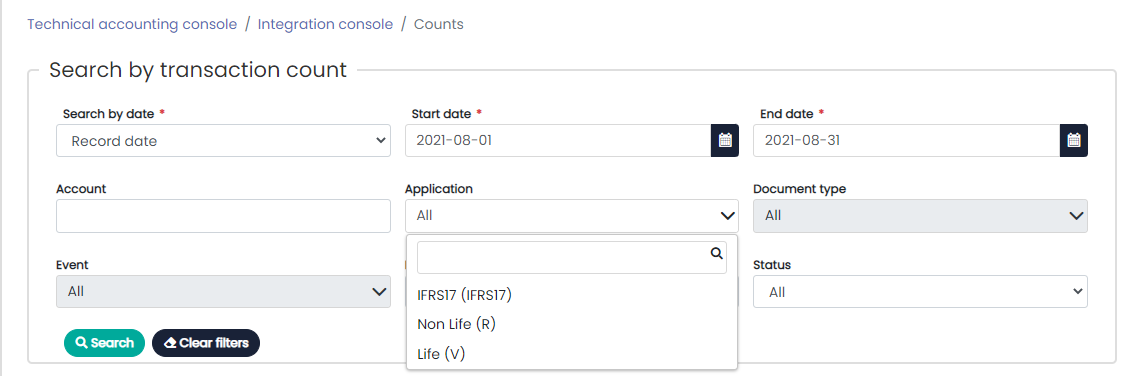 Technical accounting console / Integration console / Counts
Search by transaction count
Search by date * Start date * End date *
Record date 2021-08-01 2021-08-31
Account Application Document type
All All
Event Status
All IFRS17 (IFRS17) All
Non Life (R)
Search Clear filters
Life (V)